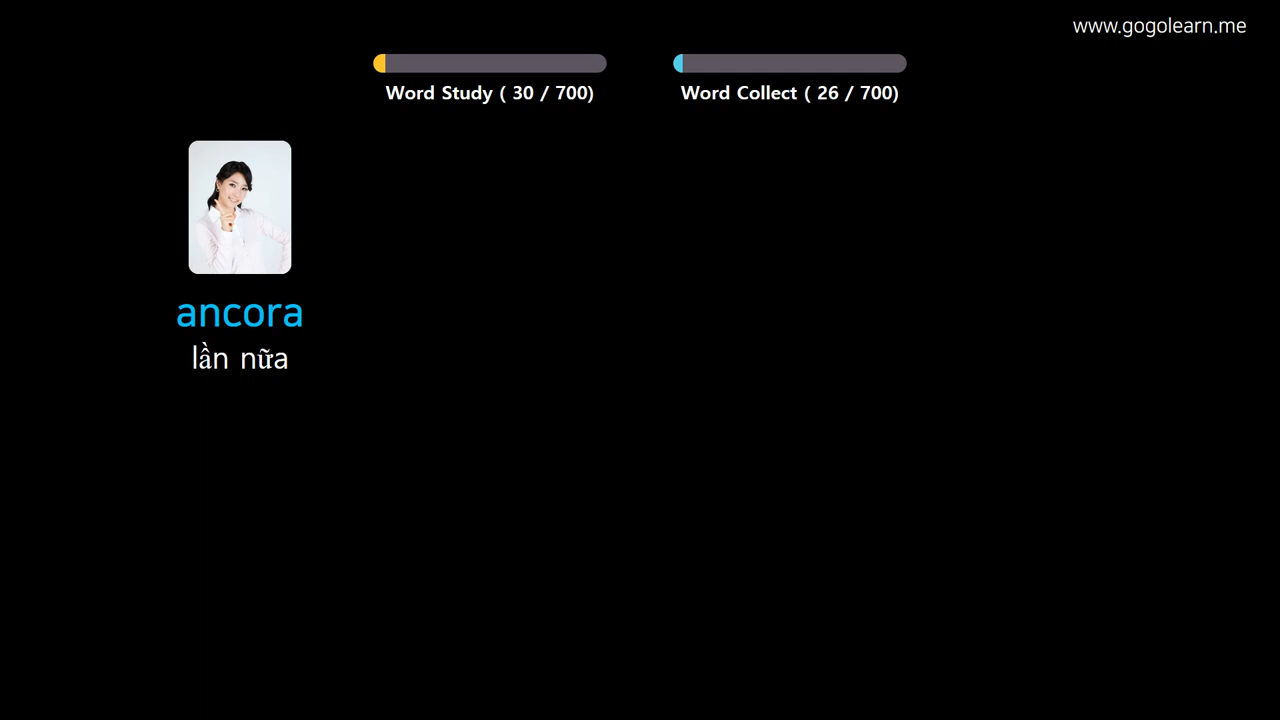 www.gogolearn.me
Word Study ( 30 / 700)
Word Collect ( 26 / 700)
ancora
lần nữa